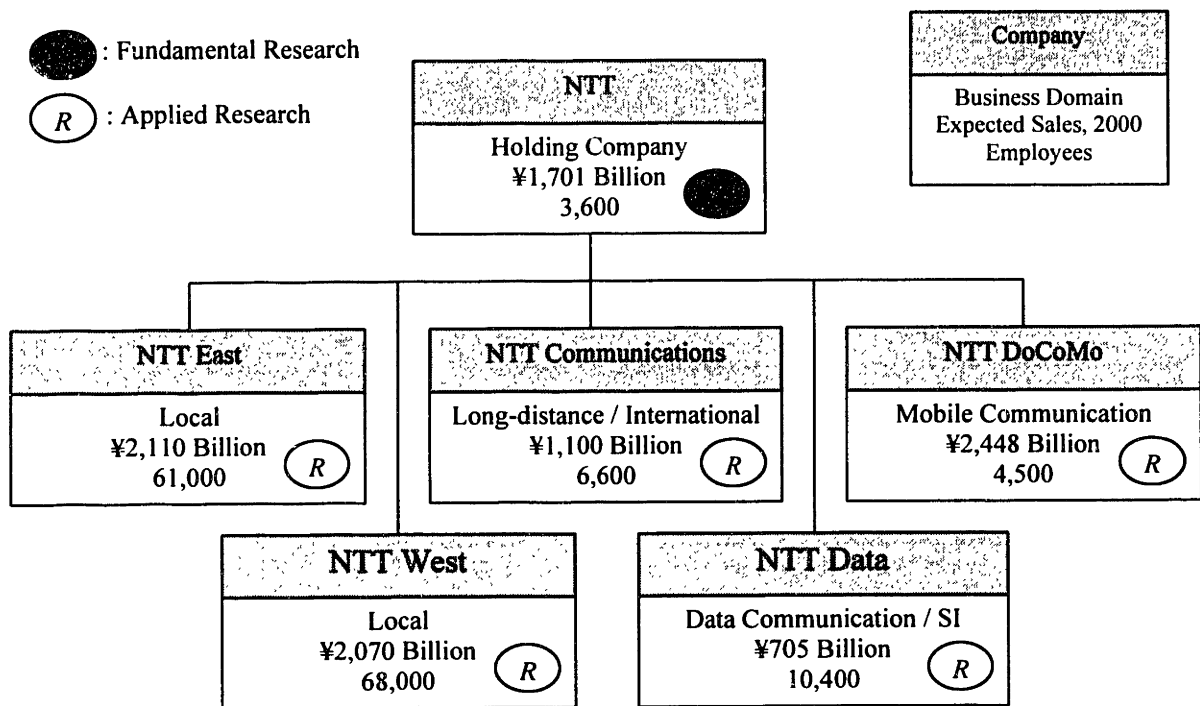 : Fundamental Research
R : Applied Research
Company
Business Domain
Expected Sales, 2000
Employees
NTT
Holding Company
¥1,701 Billion
3,600
NTT East
Local
¥2,110 Billion
61,000
R
NTT Communications
Long-distance / International
¥1,100 Billion
6,600
R
NTT DoCoMo
Mobile Communication
¥2,448 Billion
4,500
R
NTT West
Local
¥2,070 Billion
68,000
R
NTT Data
Data Communication / SI
¥705 Billion
10,400
R